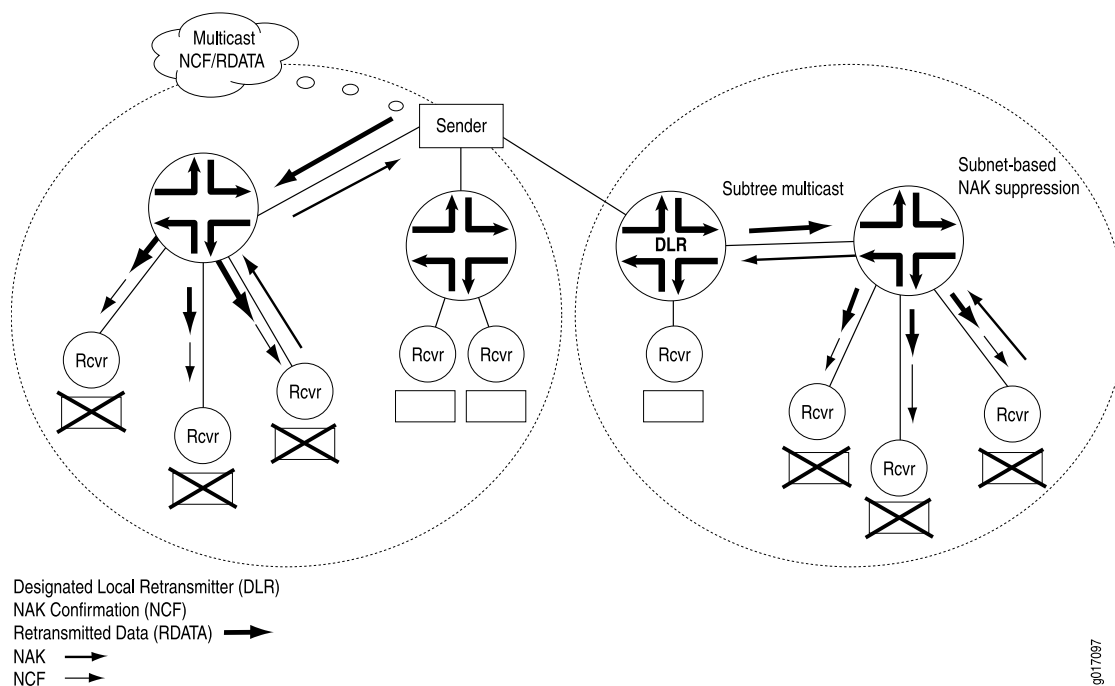 Multicast
NCF/RDATA
Sender
Subnet-based
NAK suppression
Subtree multicast
DLR
Rcvr
Rcvr
Rcvr
Rcvr
Rcvr
Rcvr
Rcvr
Rcvr
Rcvr
Designated Local Retransmitter (DLR)
NAK Confirmation (NCF)
Retransmitted Data (RDATA)
NAK
NCF
g017097